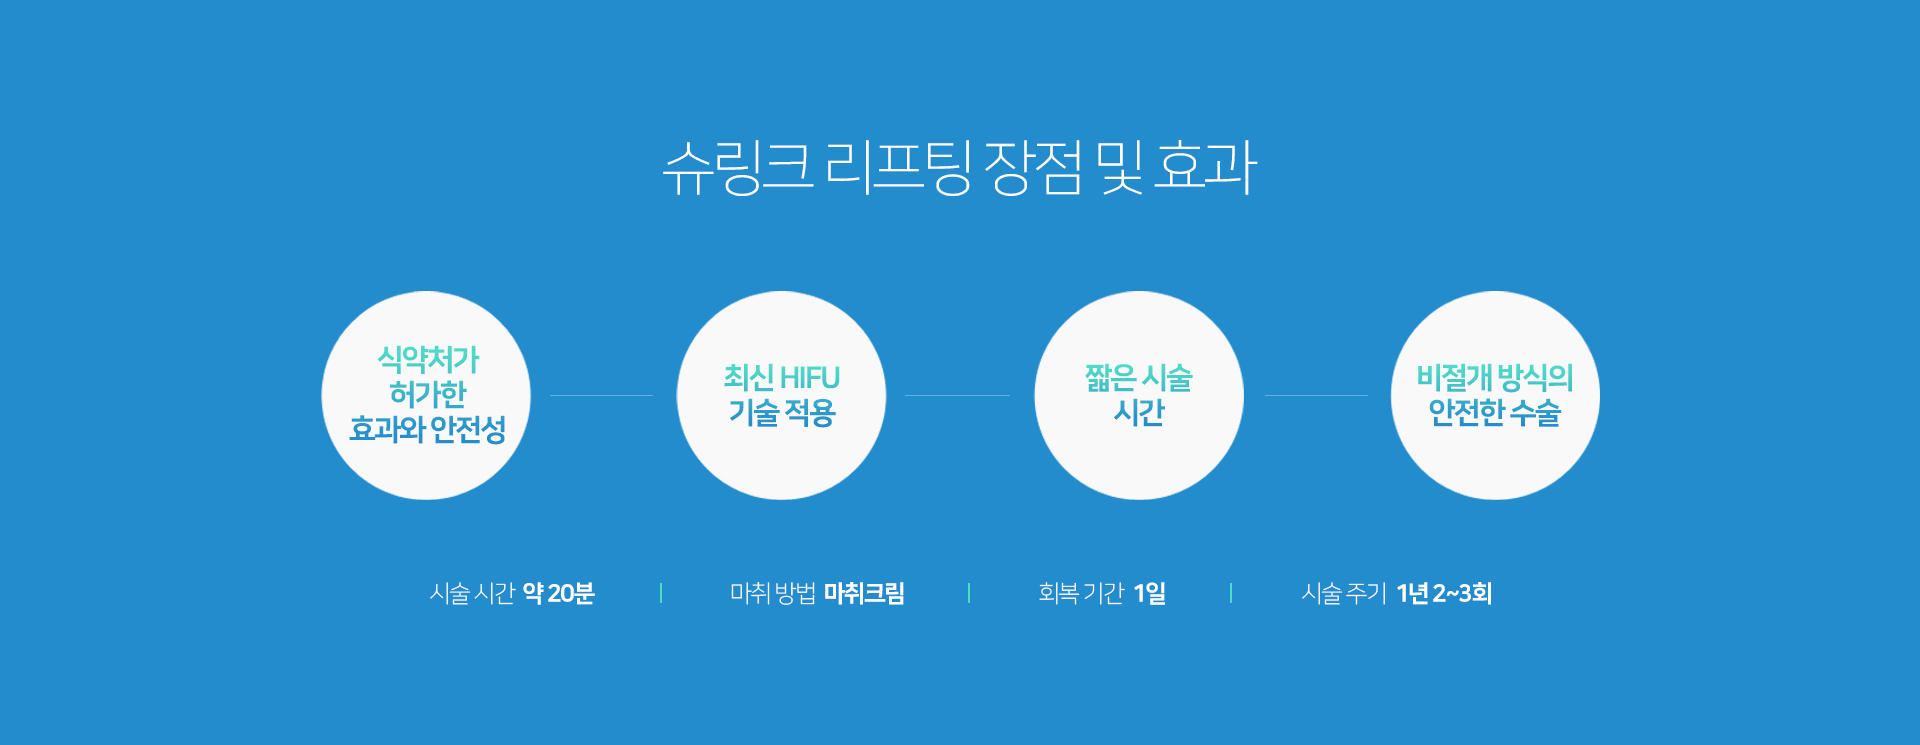 슈링크 리프팅 장점 및 효과
식약처가
허가한
효과와 안전성
최신 HIFU
기술 적용
짧은 시술
시간
비절개 방식의
안전한 수술
시술 시간 약 20분
마취 방법 마취크림
회복 기간 1일
시술 주기 1년 2~3회